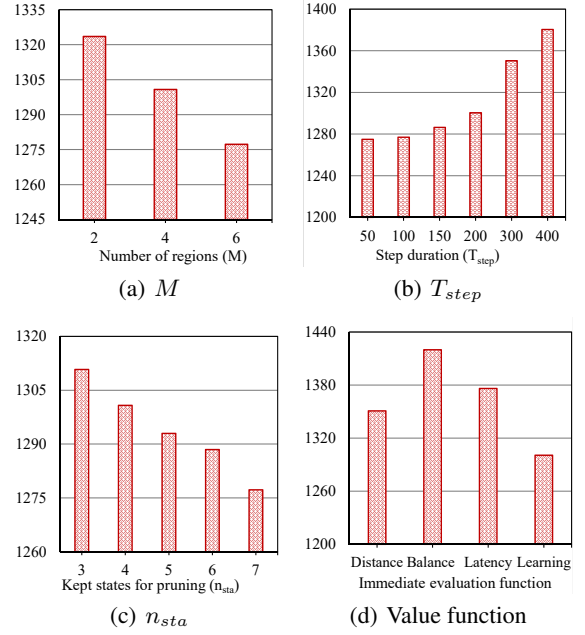 1335
1320
1305
1290
1275
1260
1245
2 4 6
Number of regions (M)
(a) M
1400
1360
1320
1280
1240
1200
50 100 150 200 300 400
Step duration (Tstep)
(b) Tstep
1320
1305
1290
1275
1260
3 4 5 6 7
Kept states for pruning (nsta)
(c) nsta
1440
1380
1320
1260
1200
Distance Balance Latency Learning
Immediate evaluation function
(d) Value function